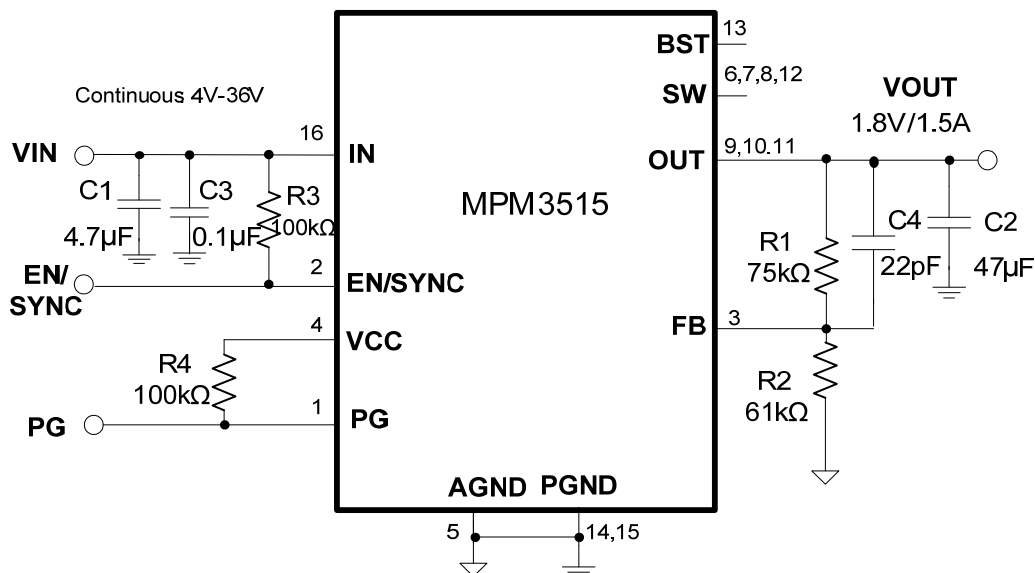 13
BST
6,7,8,12
SW
VOUT
1.8V/1.5A
Continuous 4V-36V
16
VIN
IN
OUT
9,10.11
MPM3515
C1
C3
R3
100kΩ
4.7µF
0.1µF
R1
75kΩ
C4
22pF
C2
47µF
EN/
SYNC
2
EN/SYNC
4
VCC
FB
3
R4
100kΩ
R2
61kΩ
PG
1
PG
AGND
PGND
5
14,15